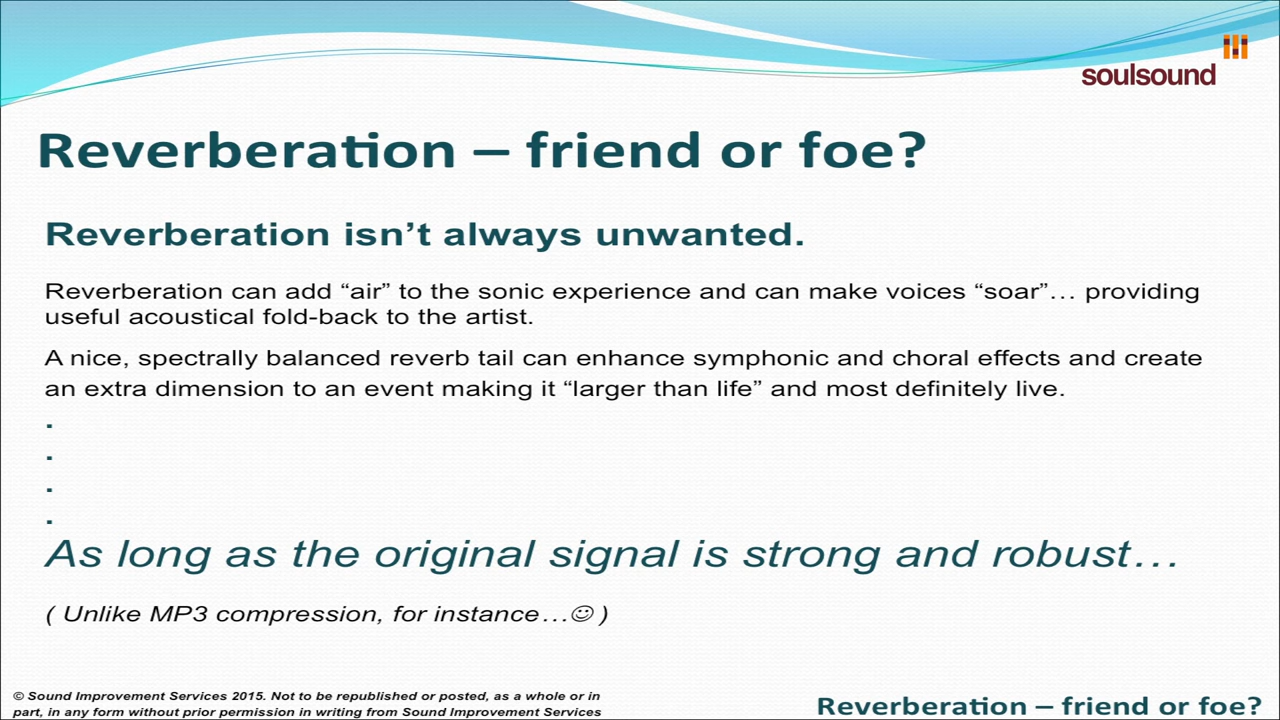 soulsound
Reverberation – friend or foe?
Reverberation isn’t always unwanted.
Reverberation can add “air” to the sonic experience and can make voices “soar”… providing
useful acoustical fold-back to the artist.
A nice, spectrally balanced reverb tail can enhance symphonic and choral effects and create
an extra dimension to an event making it “larger than life” and most definitely live.
.
.
.
.
As long as the original signal is strong and robust…
( Unlike MP3 compression, for instance…☺ )
© Sound Improvement Services 2015. Not to be republished or posted, as a whole or in
part, in any form without prior permission in writing from Sound Improvement Services
Reverberation – friend or foe?